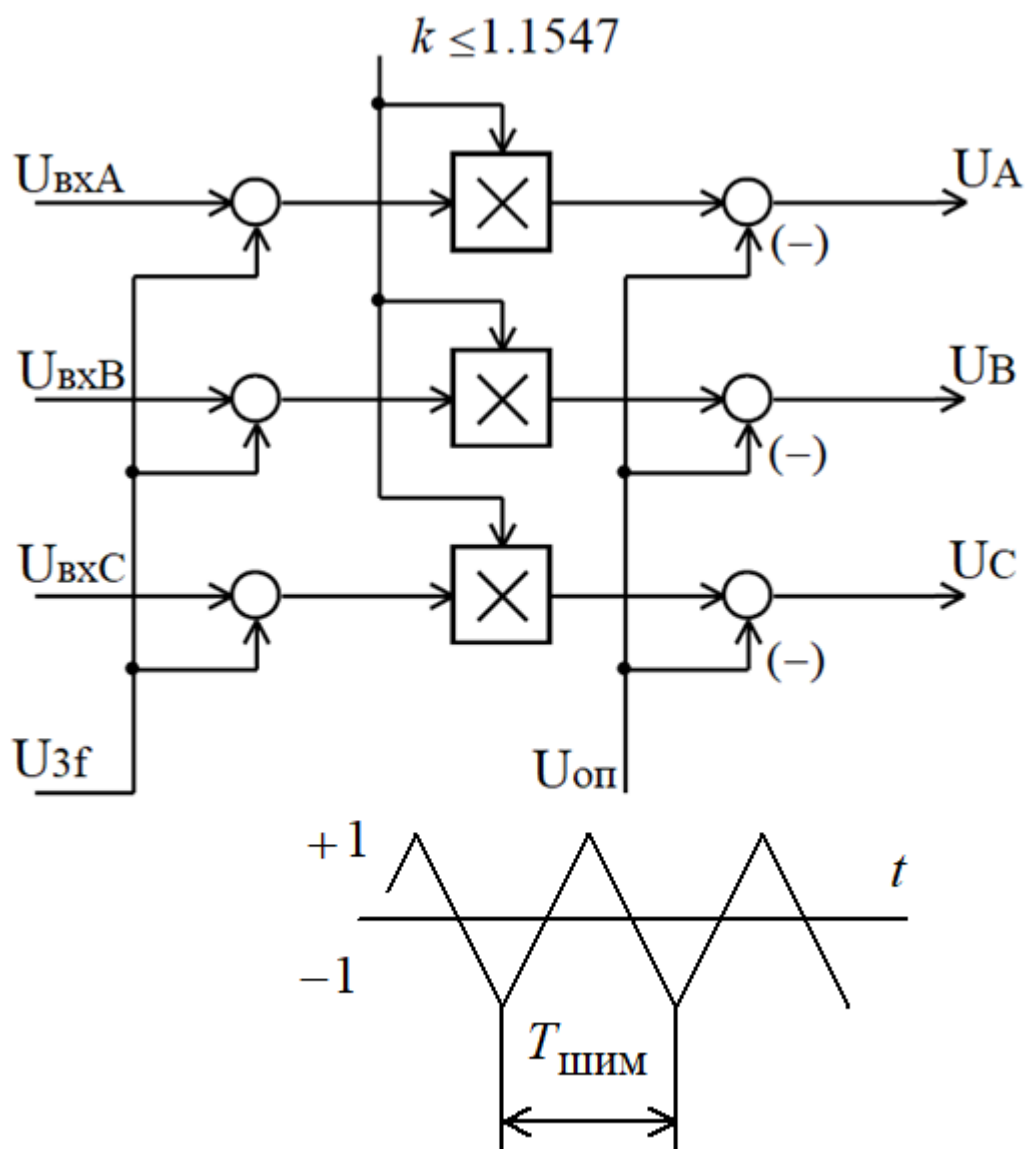 k ≤1.1547
UвхA
UA
(–)
UвхB
UB
(–)
UвхC
UC
(–)
U3f
Uоп
+1
t
–1
Tшим